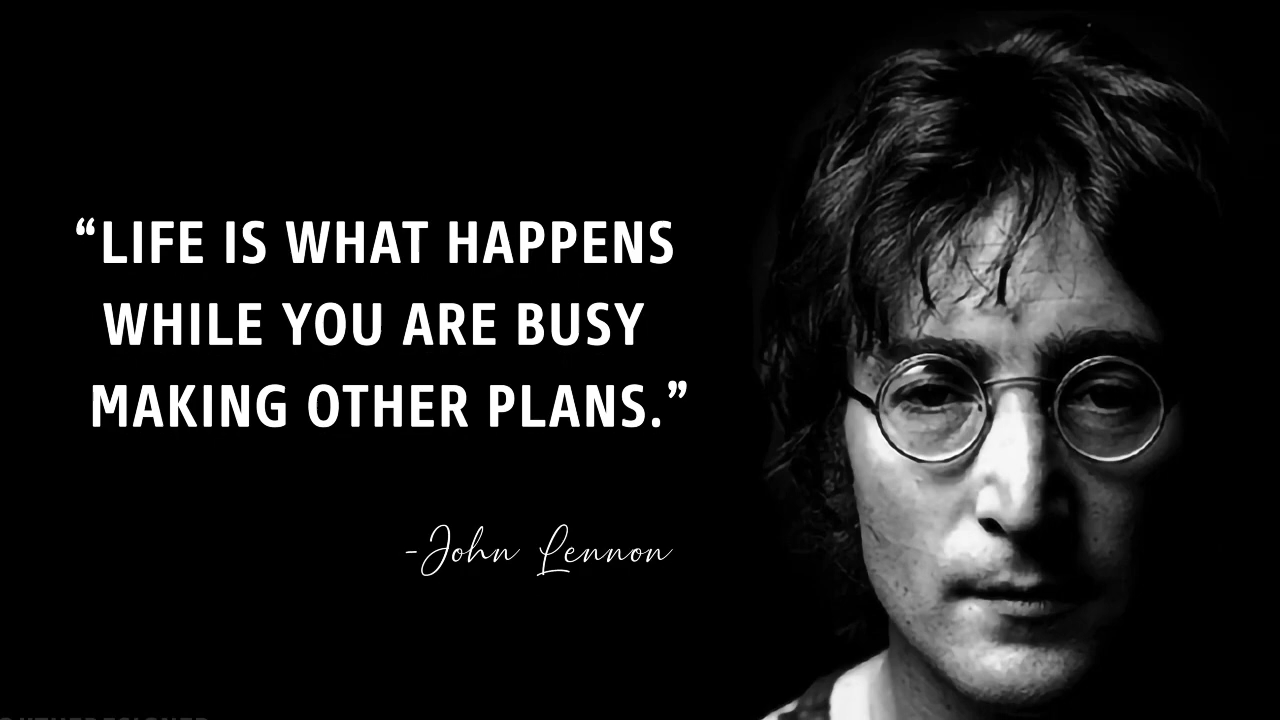 “LIFE IS WHAT HAPPENS
WHILE YOU ARE BUSY
MAKING OTHER PLANS.”
-John Lennon